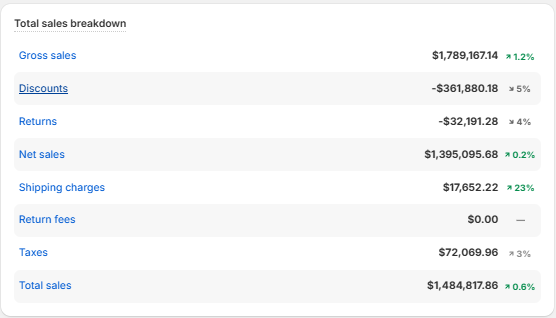 Total sales breakdown
Gross sales $1,789,167.14 ↗ 1.2%
Discounts -$361,880.18 ↘ 5%
Returns -$32,191.28 ↘ 4%
Net sales $1,395,095.68 ↗ 0.2%
Shipping charges $17,652.22 ↗ 23%
Return fees $0.00 —
Taxes $72,069.96 ↗ 3%
Total sales $1,484,817.86 ↗ 0.6%